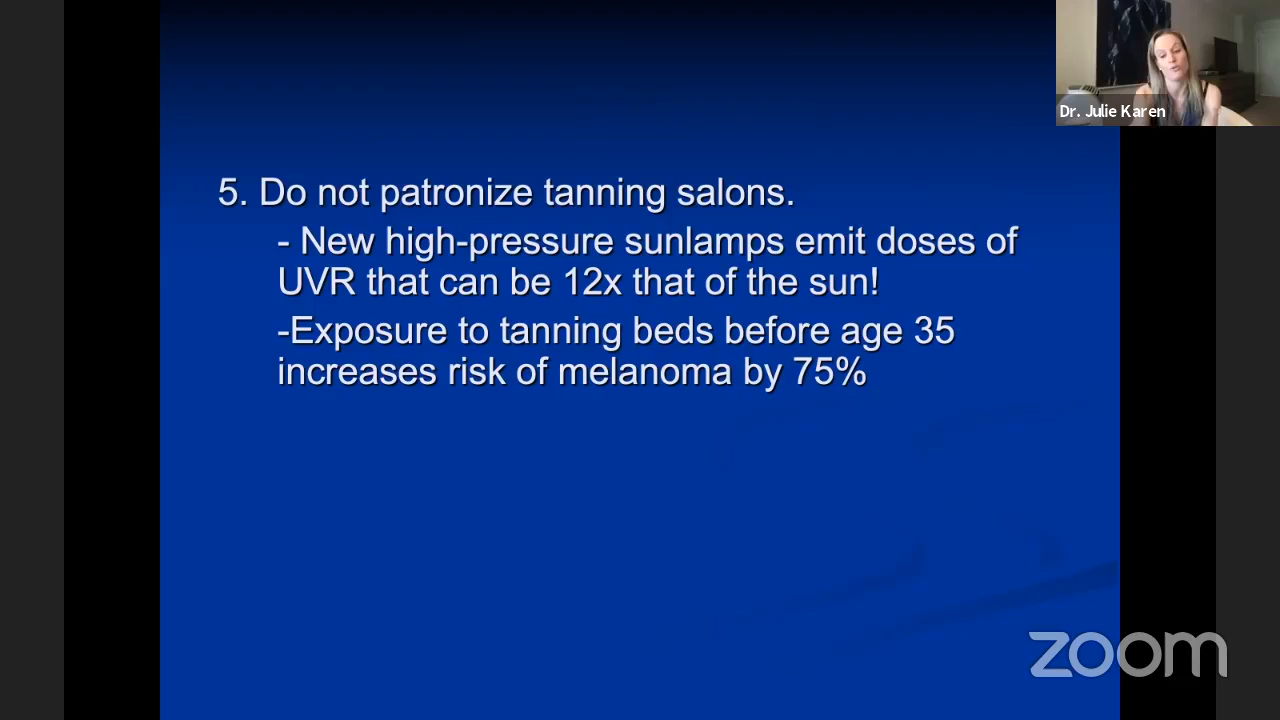 Dr. Julie Karen
5. Do not patronize tanning salons.
- New high-pressure sunlamps emit doses of
UVR that can be 12x that of the sun!
-Exposure to tanning beds before age 35
increases risk of melanoma by 75%
zoom